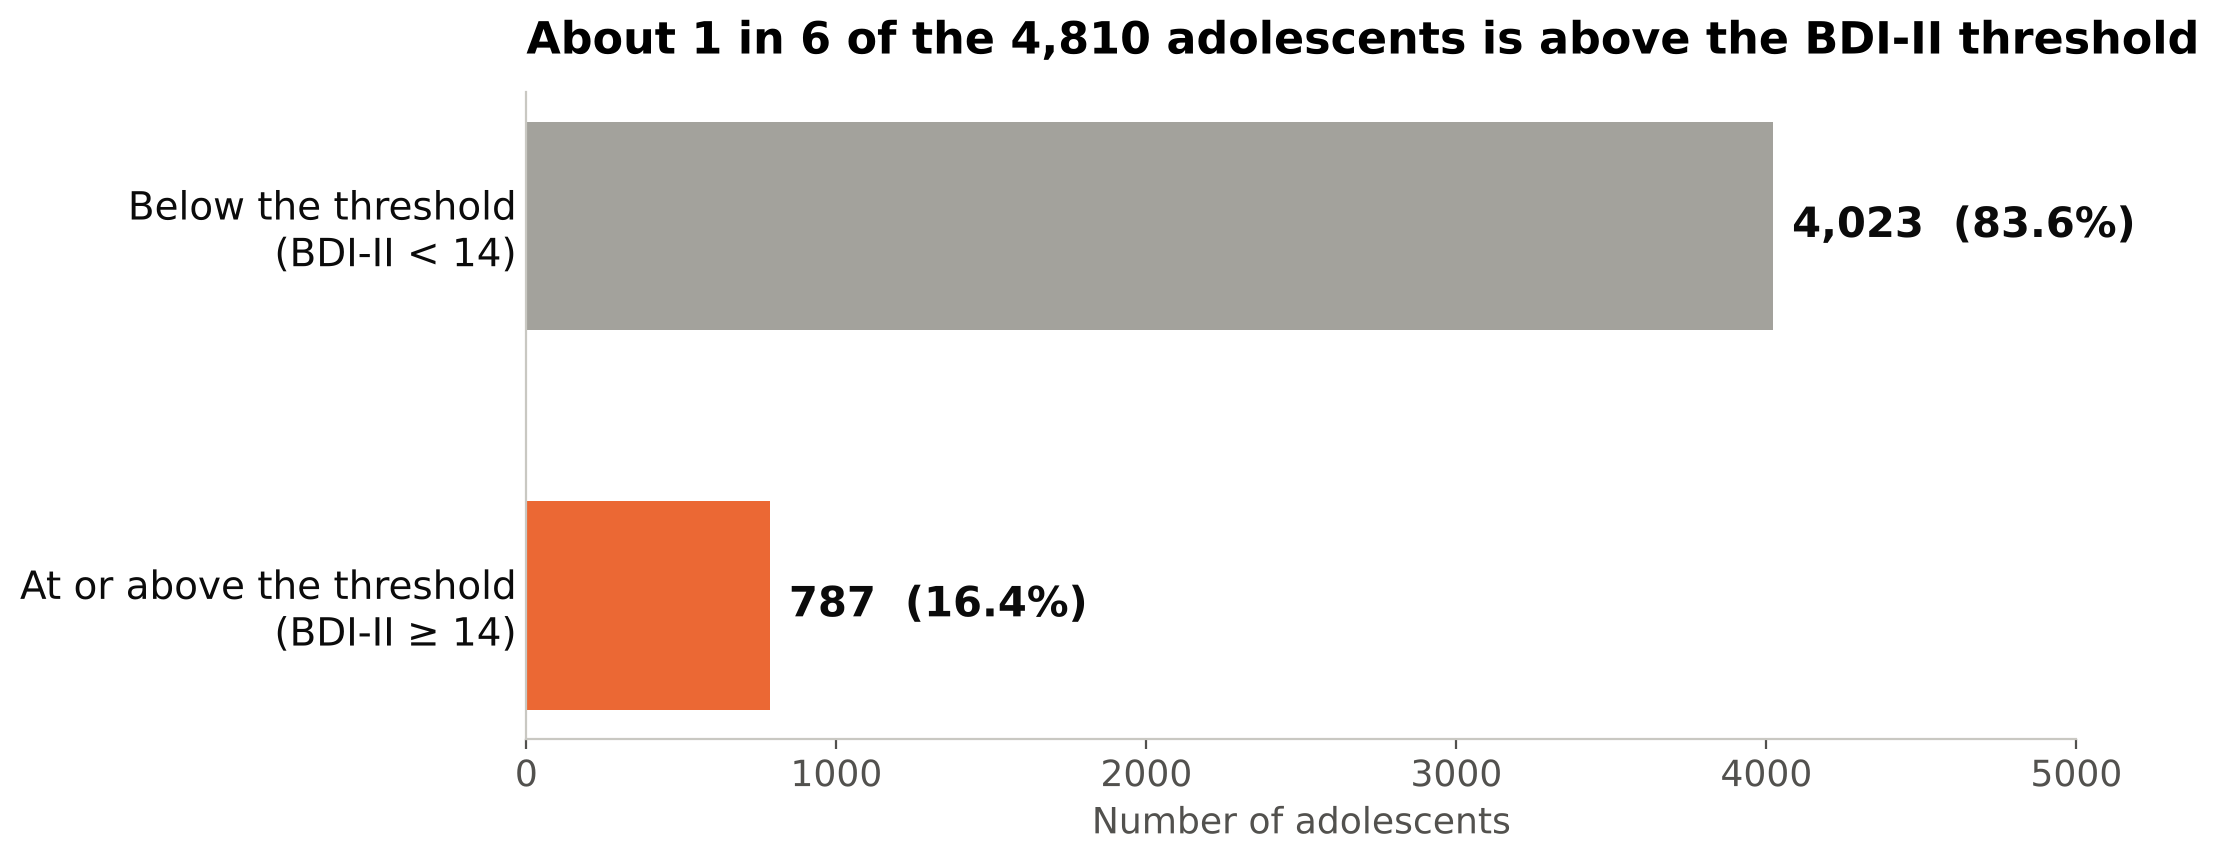 About 1 in 6 of the 4,810 adolescents is above the BDI-II threshold
Below the threshold
(BDI-II < 14)
4,023 (83.6%)
At or above the threshold
(BDI-II ≥ 14)
787 (16.4%)
0 1000 2000 3000 4000 5000
Number of adolescents